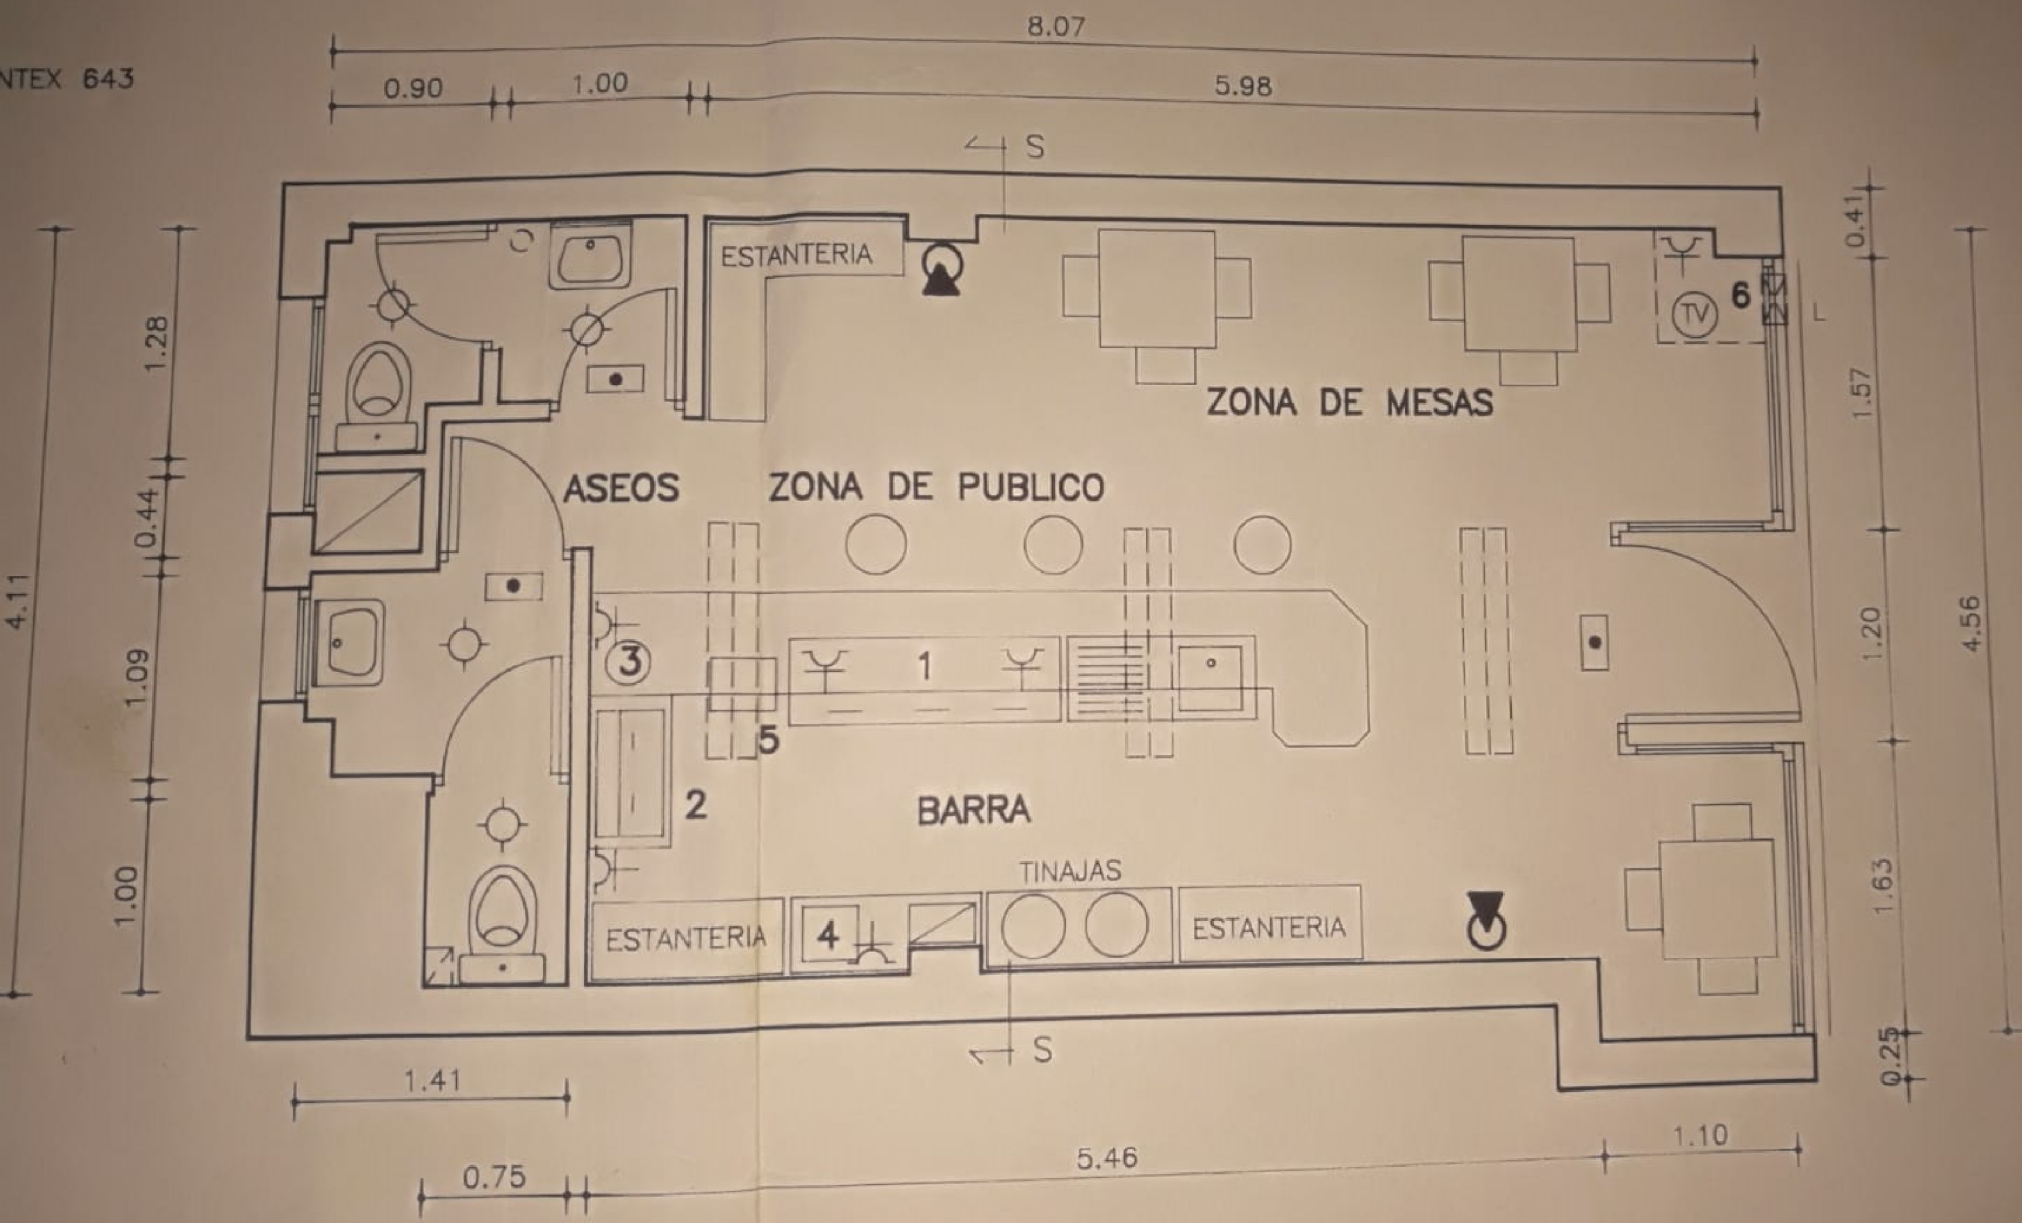 8.07
NTEX 643
0.90
1.00
5.98
S
0.41
ESTANTERIA
6
TV
L
1.28
1.57
ZONA DE MESAS
ASEOS
ZONA DE PUBLICO
0.44
4.11
1.20
4.56
3
1
1.09
5
2
BARRA
1.00
TINAJAS
1.63
ESTANTERIA
4
ESTANTERIA
S
0.25
1.41
1.10
5.46
0.75